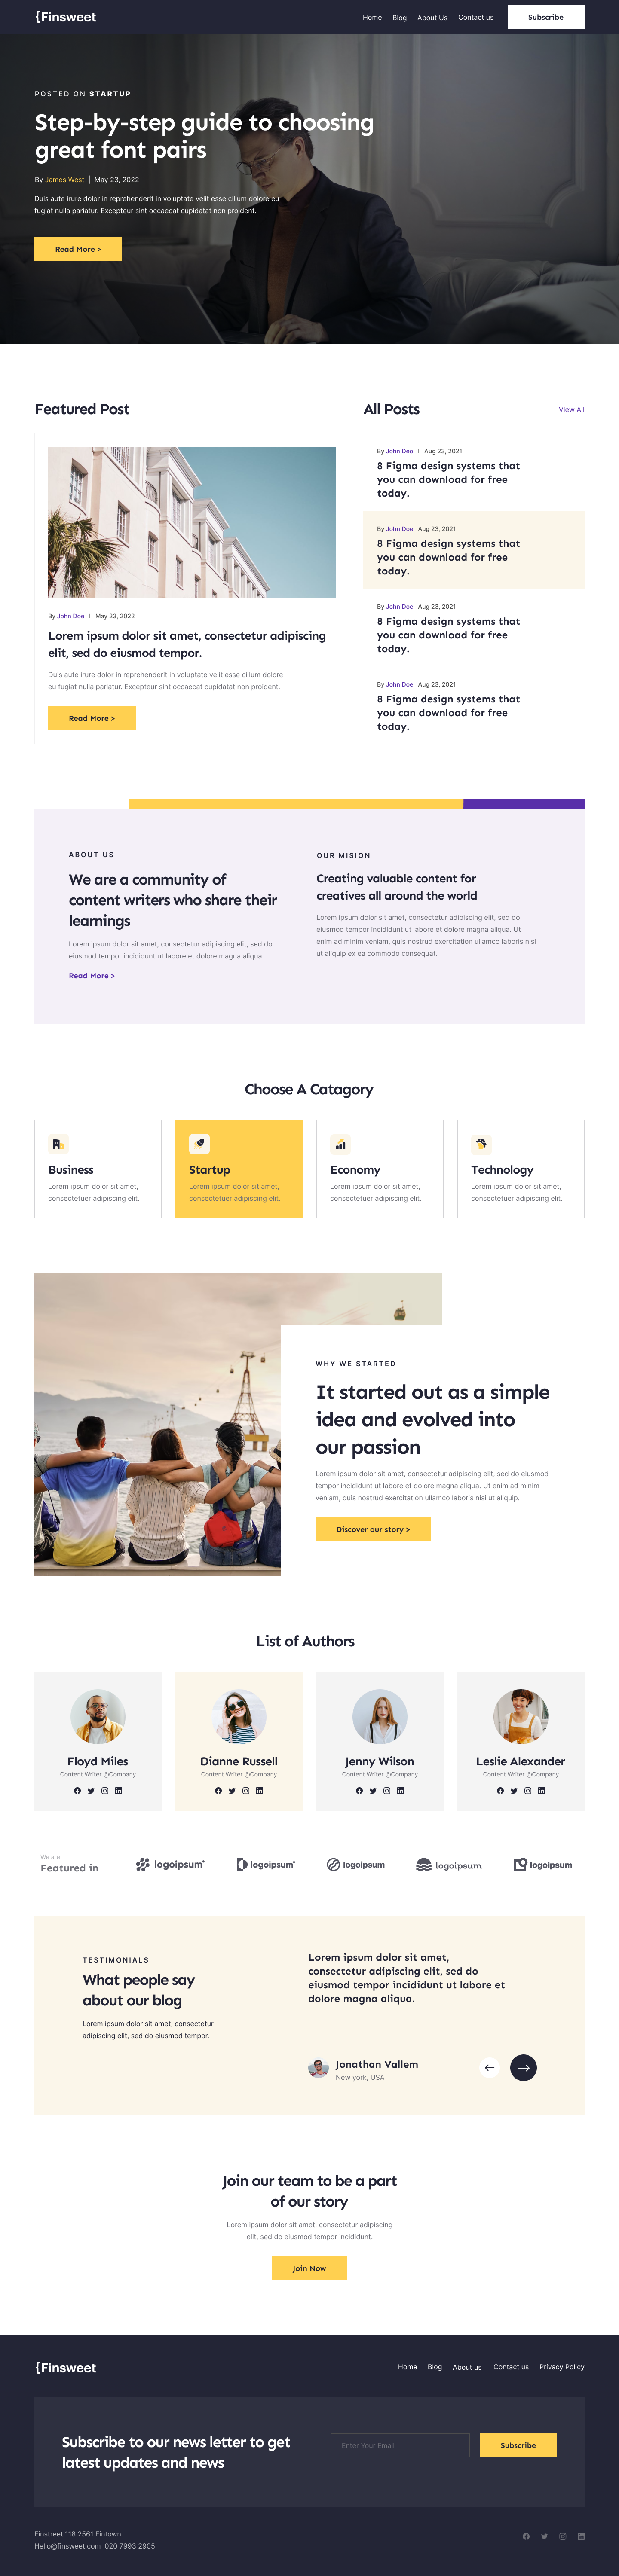 {Finsweet
Home Blog About Us Contact us Subscribe
POSTED ON STARTUP
Step-by-step guide to choosing
great font pairs
By James West | May 23, 2022
Duis aute irure dolor in reprehenderit in voluptate velit esse cillum dolore eu
fugiat nulla pariatur. Excepteur sint occaecat cupidatat non proident.
Read More >
Featured Post
By John Doe | May 23, 2022
Lorem ipsum dolor sit amet, consectetur adipiscing
elit, sed do eiusmod tempor.
Duis aute irure dolor in reprehenderit in voluptate velit esse cillum dolore
eu fugiat nulla pariatur. Excepteur sint occaecat cupidatat non proident.
Read More >
All Posts
View All
By John Deo | Aug 23, 2021
8 Figma design systems that
you can download for free
today.
By John Doe Aug 23, 2021
8 Figma design systems that
you can download for free
today.
By John Doe Aug 23, 2021
8 Figma design systems that
you can download for free
today.
By John Doe Aug 23, 2021
8 Figma design systems that
you can download for free
today.
ABOUT US
We are a community of
content writers who share their
learnings
Lorem ipsum dolor sit amet, consectetur adipiscing elit, sed do
eiusmod tempor incididunt ut labore et dolore magna aliqua.
Read More >
OUR MISION
Creating valuable content for
creatives all around the world
Lorem ipsum dolor sit amet, consectetur adipiscing elit, sed do
eiusmod tempor incididunt ut labore et dolore magna aliqua. Ut
enim ad minim veniam, quis nostrud exercitation ullamco laboris nisi
ut aliquip ex ea commodo consequat.
Choose A Catagory
Business
Lorem ipsum dolor sit amet,
consectetuer adipiscing elit.
Startup
Lorem ipsum dolor sit amet,
consectetuer adipiscing elit.
Economy
Lorem ipsum dolor sit amet,
consectetuer adipiscing elit.
Technology
Lorem ipsum dolor sit amet,
consectetuer adipiscing elit.
WHY WE STARTED
It started out as a simple
idea and evolved into
our passion
Lorem ipsum dolor sit amet, consectetur adipiscing elit, sed do eiusmod
tempor incididunt ut labore et dolore magna aliqua. Ut enim ad minim
veniam, quis nostrud exercitation ullamco laboris nisi ut aliquip.
Discover our story >
List of Authors
Floyd Miles
Content Writer @Company
Dianne Russell
Content Writer @Company
Jenny Wilson
Content Writer @Company
Leslie Alexander
Content Writer @Company
We are
Featured in
logoipsum
logoipsum
logoipsum
logoipsum
logoipsum
TESTIMONIALS
What people say
about our blog
Lorem ipsum dolor sit amet, consectetur
adipiscing elit, sed do eiusmod tempor.
Lorem ipsum dolor sit amet,
consectetur adipiscing elit, sed do
eiusmod tempor incididunt ut labore et
dolore magna aliqua.
Jonathan Vallem
New york, USA
Join our team to be a part
of our story
Lorem ipsum dolor sit amet, consectetur adipiscing
elit, sed do eiusmod tempor incididunt.
Join Now
{Finsweet
Home Blog About us Contact us Privacy Policy
Subscribe to our news letter to get
latest updates and news
Enter Your Email
Subscribe
Finstreet 118 2561 Fintown
Hello@finsweet.com 020 7993 2905